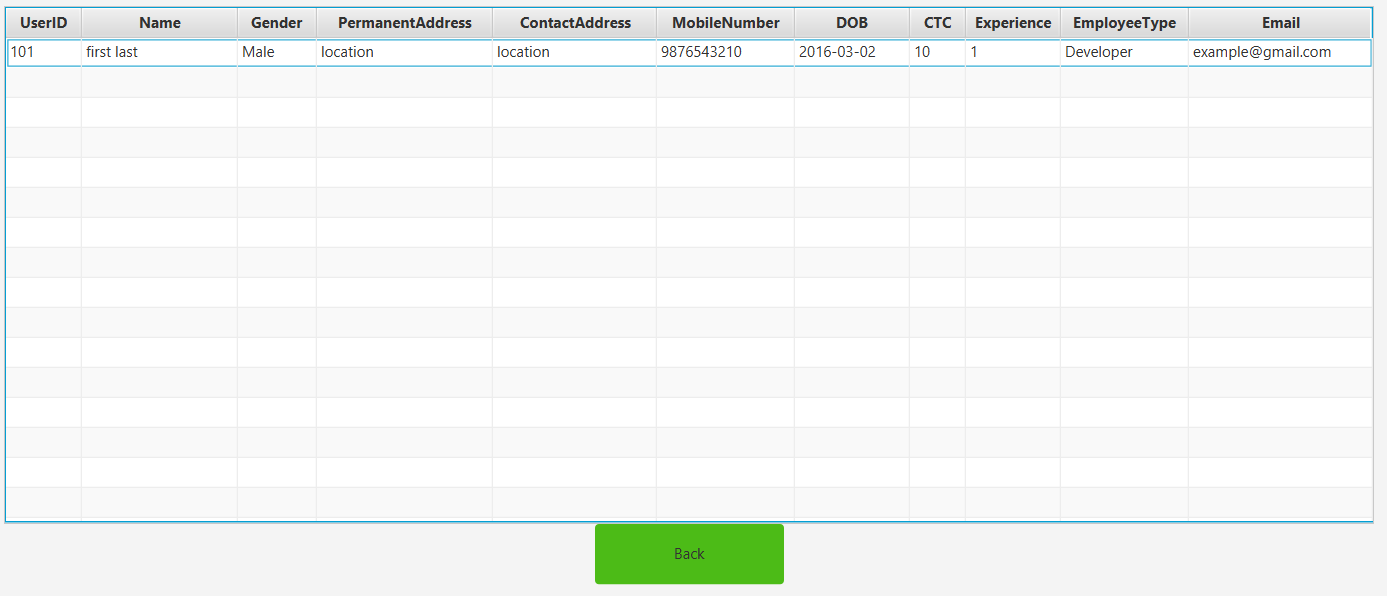 UserID Name Gender PermanentAddress ContactAddress MobileNumber DOB CTC Experience EmployeeType Email
101 first last Male location location 9876543210 2016-03-02 10 1 Developer example@gmail.com
Back